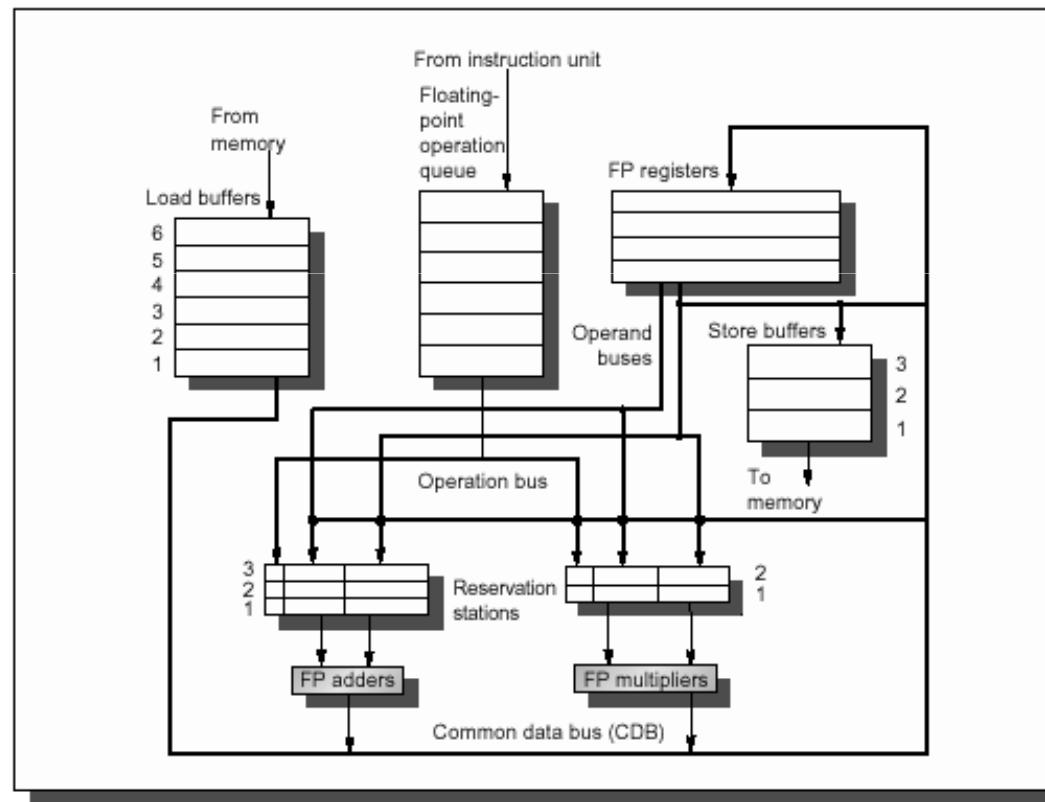 From instruction unit
Floating-
point
operation
queue
From
memory
Load buffers
6
5
4
3
2
1
FP registers
Operand
buses
Store buffers
3
2
1
To
memory
Operation bus
3
2
1
Reservation
stations
2
1
FP adders
FP multipliers
Common data bus (CDB)